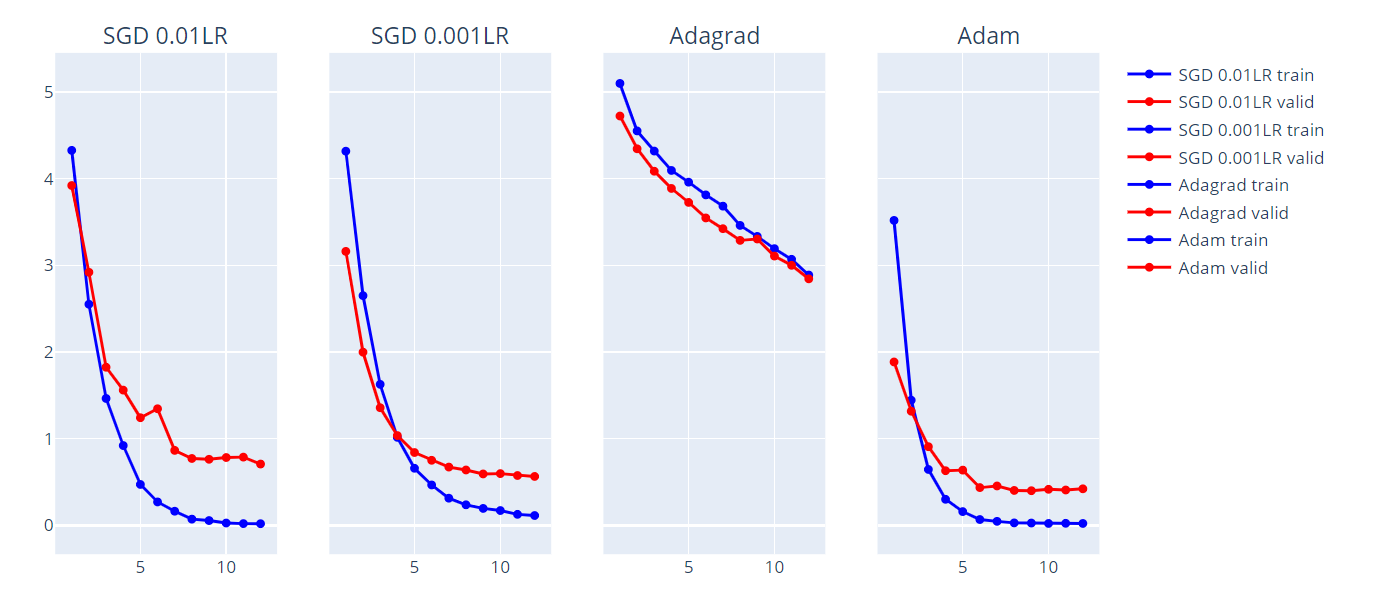 SGD 0.01LR
SGD 0.001LR
Adagrad
Adam
5
4
3
2
1
0
5
10
5
10
5
10
5
10
SGD 0.01LR train
SGD 0.01LR valid
SGD 0.001LR train
SGD 0.001LR valid
Adagrad train
Adagrad valid
Adam train
Adam valid